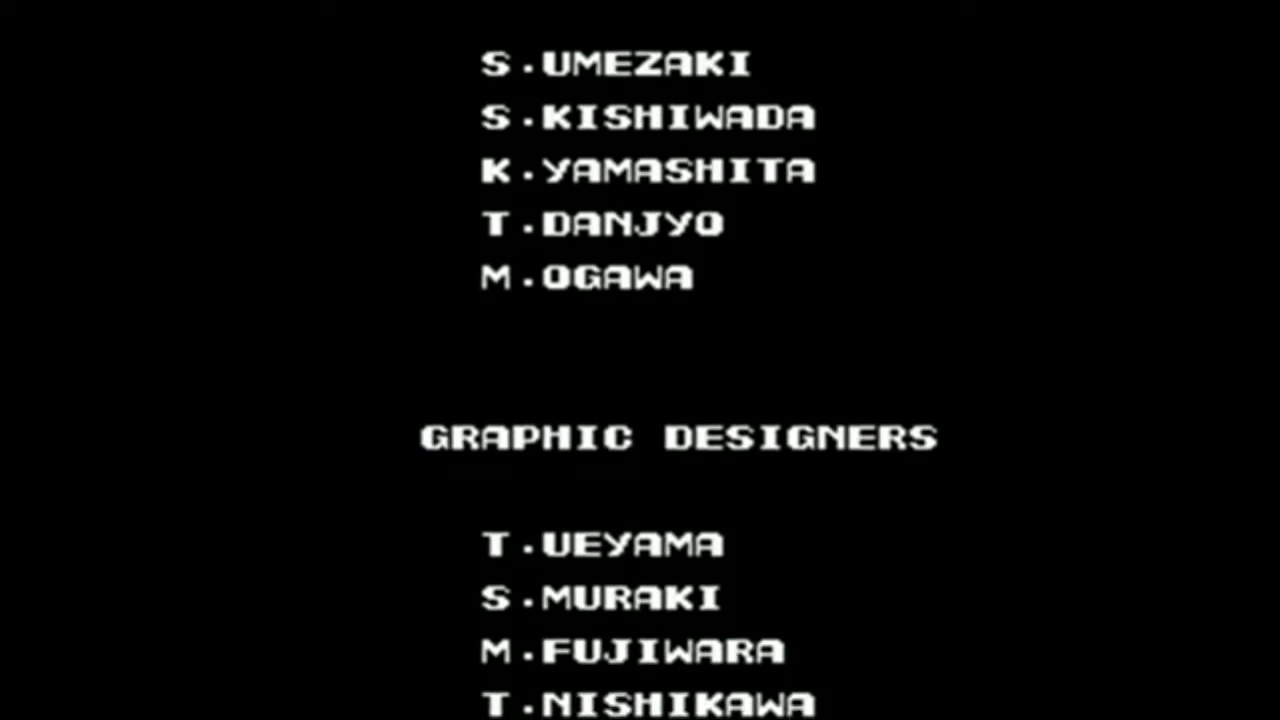 S.UMEZAKI
S.KISHIWADA
K.YAMASHITA
T.DANJYO
M.OGAWA
GRAPHIC DESIGNERS
T.UEYAMA
S.MURAKI
M.FUJIWARA
T.NISHIKAWA